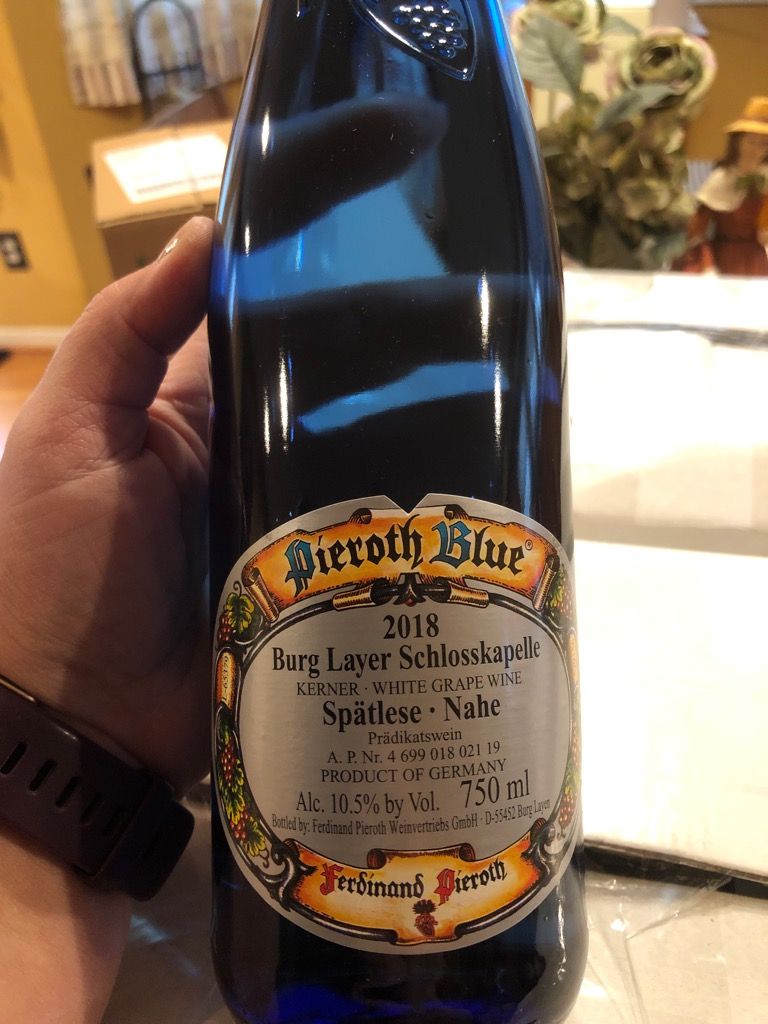 Pieroth Blue®
2018
Burg Layer Schlosskapelle
KERNER · WHITE GRAPE WINE
Spätlese · Nahe
Prädikatswein
A. P. Nr. 4 699 018 021 19
PRODUCT OF GERMANY
Alc. 10.5% by Vol. 750 ml
Bottled by: Ferdinand Pieroth Weinvertriebs GmbH · D-55452 Burg Layen
Ferdinand Pieroth